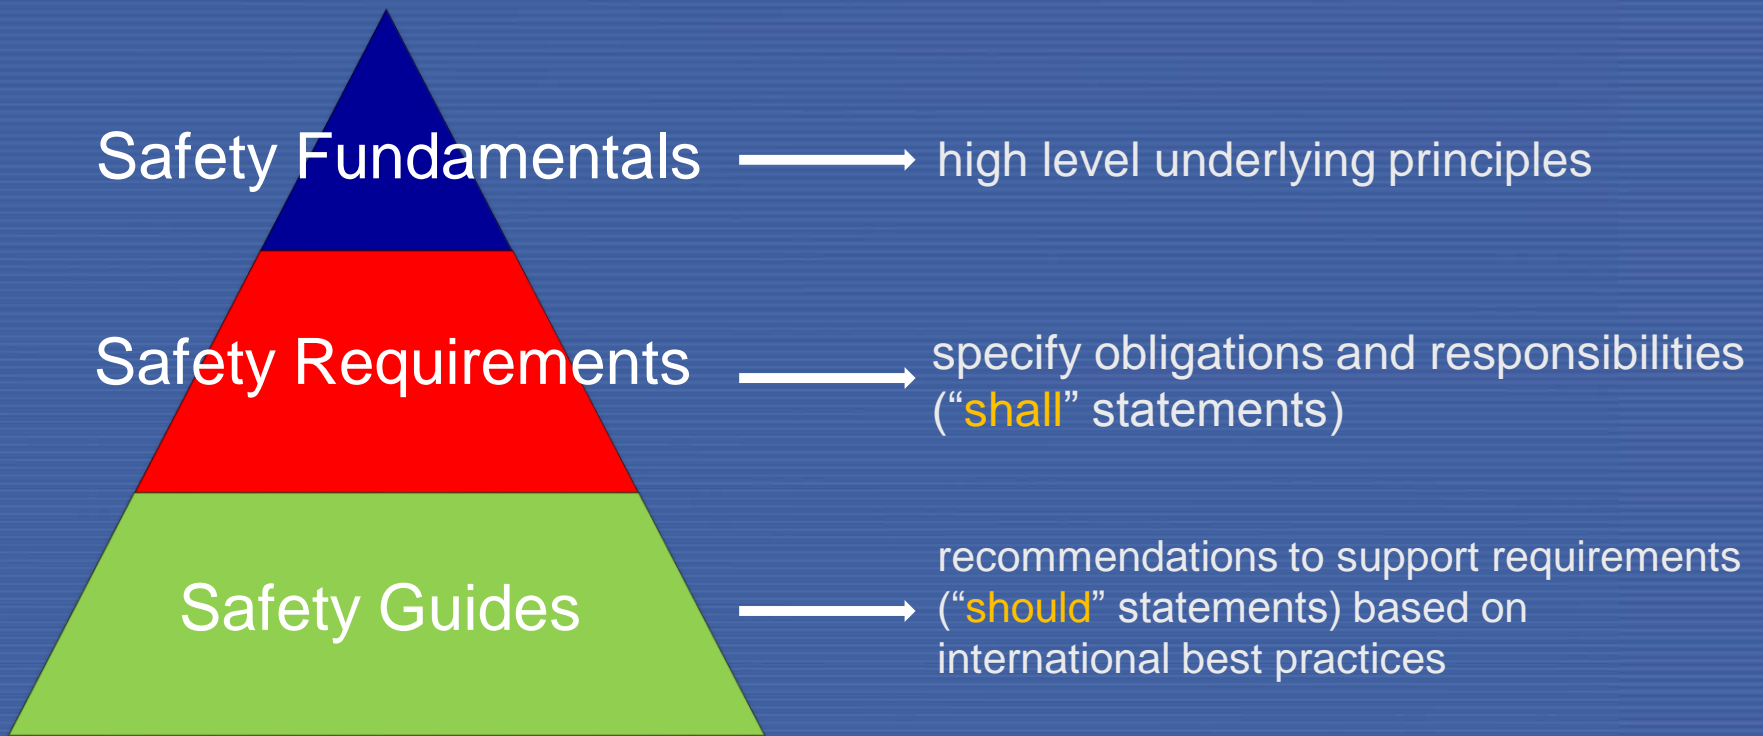 Safety Fundamentals
high level underlying principles
Safety Requirements
specify obligations and responsibilities
(“shall” statements)
Safety Guides
recommendations to support requirements
(“should” statements) based on
international best practices